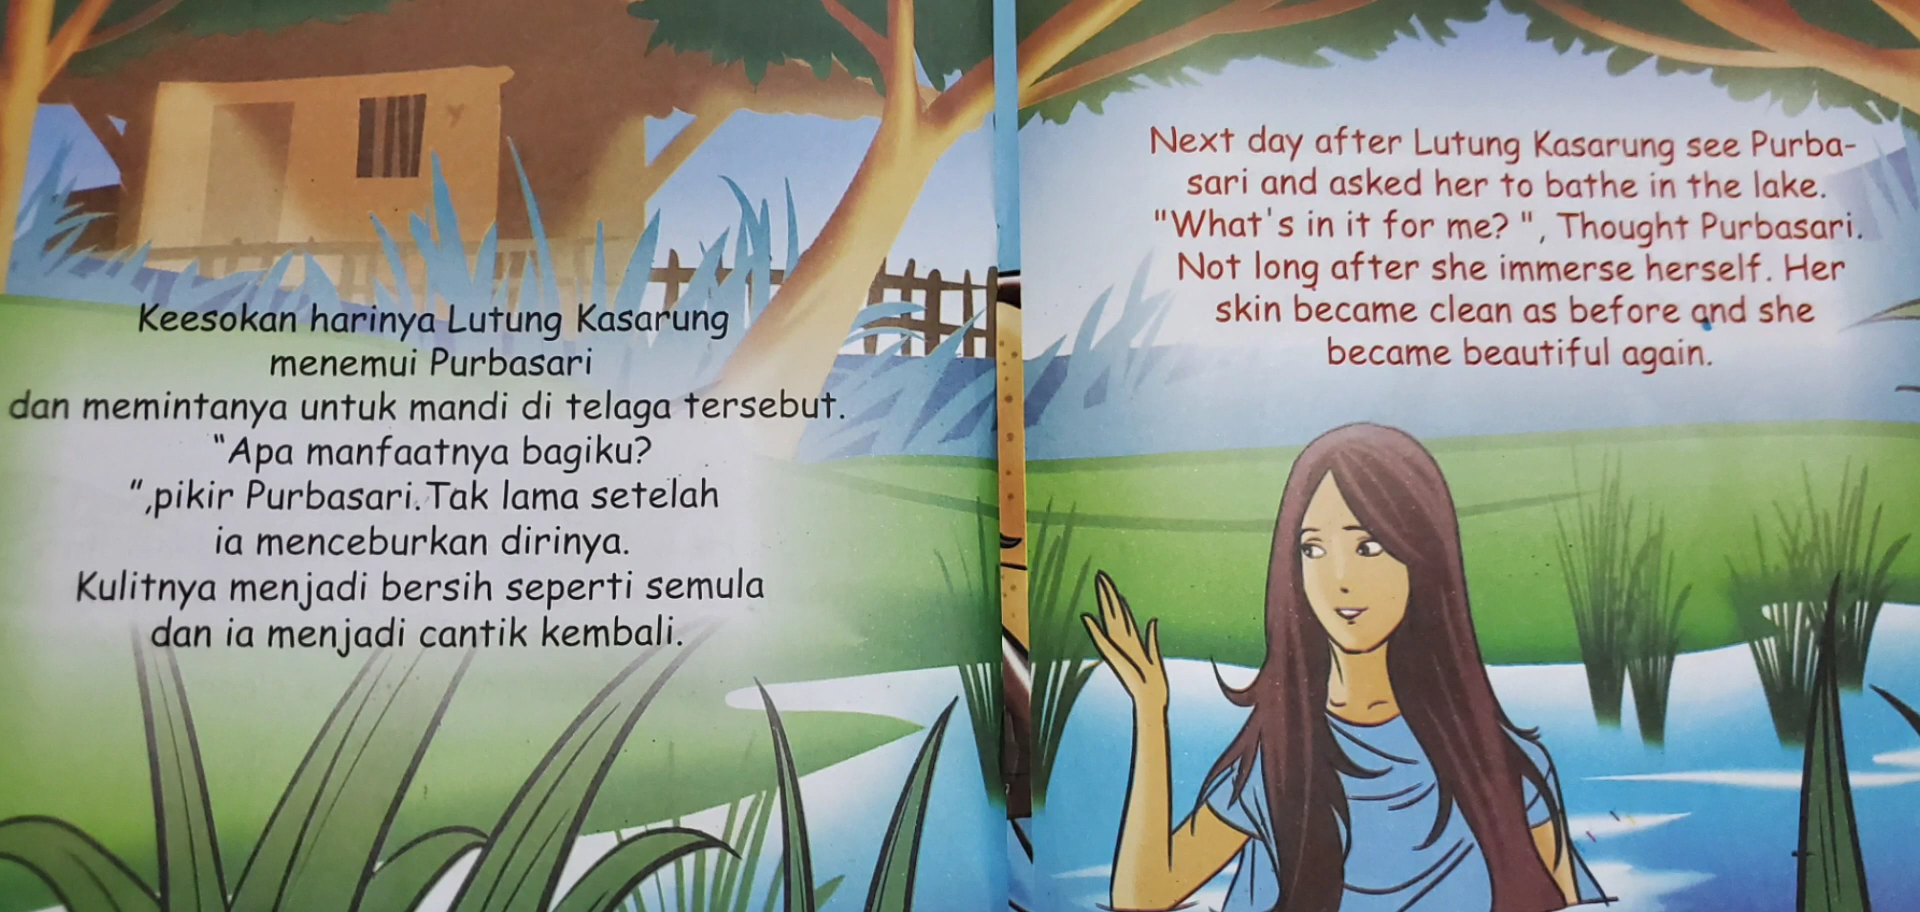 Keesokan harinya Lutung Kasarung
menemui Purbasari
dan memintanya untuk mandi di telaga tersebut.
“Apa manfaatnya bagiku?
“,pikir Purbasari.Tak lama setelah
ia menceburkan dirinya.
Kulitnya menjadi bersih seperti semula
dan ia menjadi cantik kembali.
Next day after Lutung Kasarung see Purba-
sari and asked her to bathe in the lake.
"What's in it for me? ", Thought Purbasari.
Not long after she immerse herself. Her
skin became clean as before and she
became beautiful again.